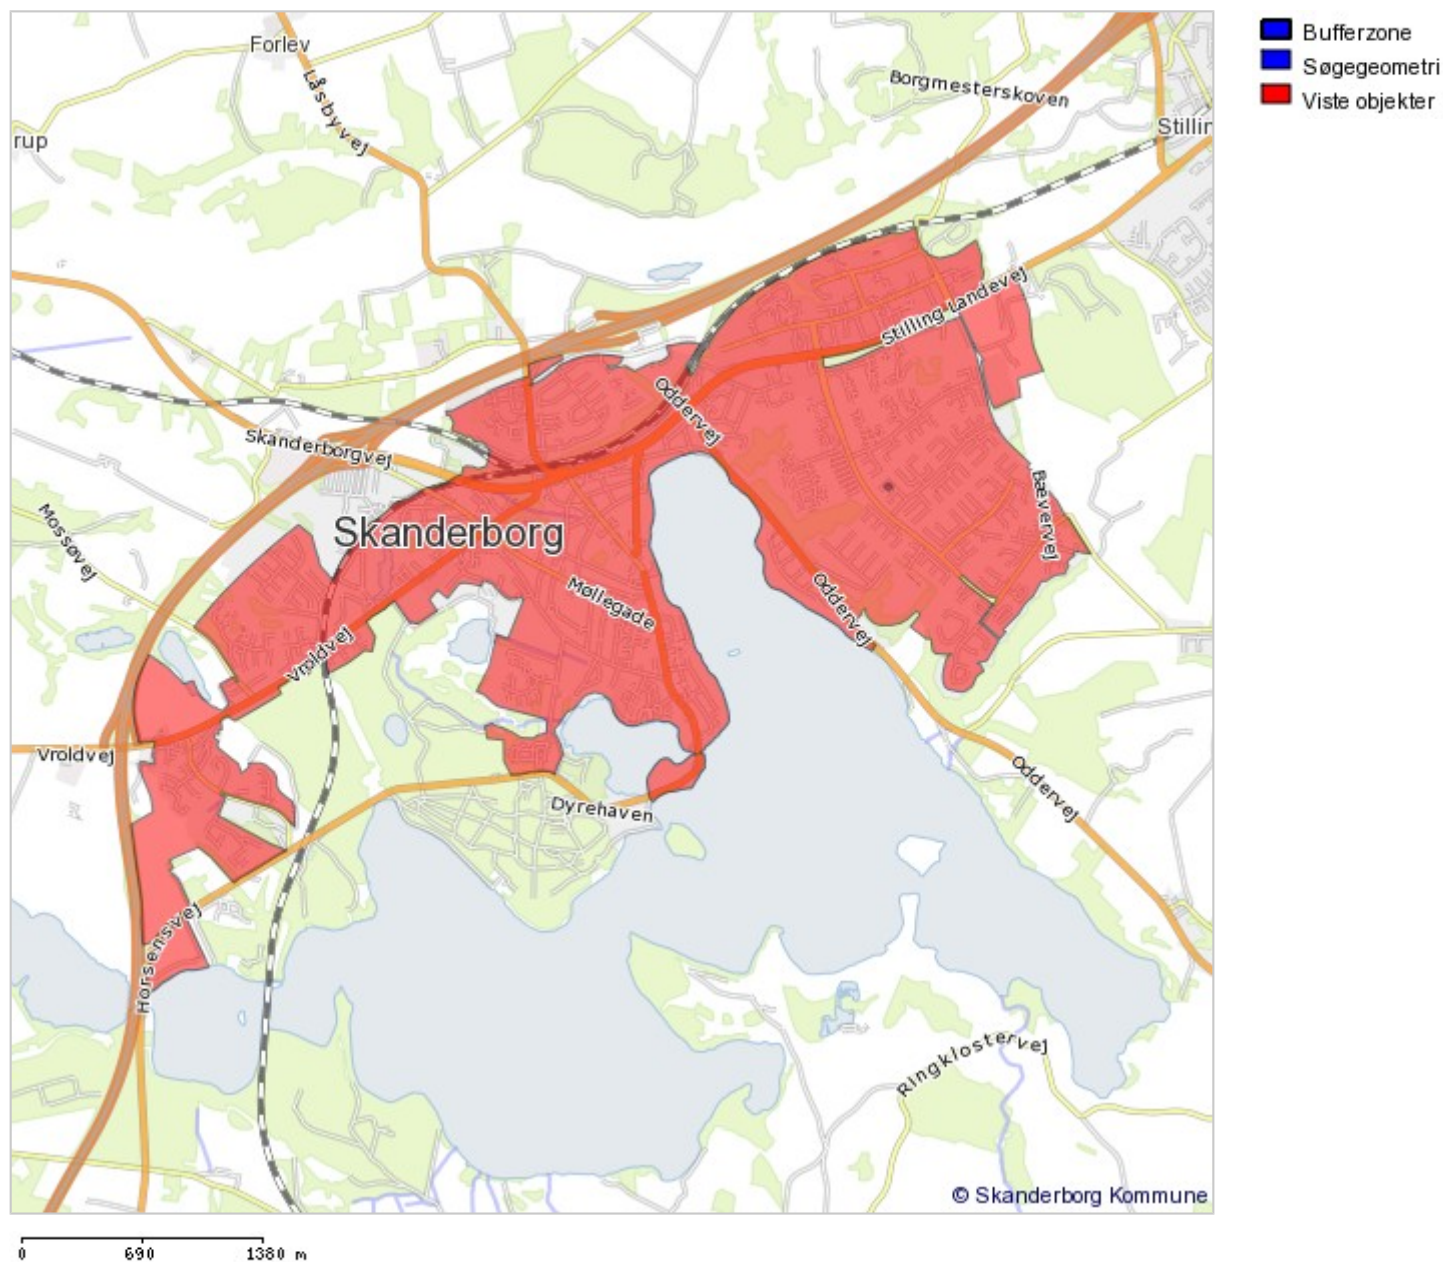 Forlev
Låsbyvej
Borgmesterskoven
rup
Stillin
Stilling Landevej
Oddervej
Skanderborgvej
Mossøvej
Skanderborg
Bævervej
Møllegade
Oddervej
Vroldvej
Vroldvej
Oddervej
Dyrehaven
Horsensvej
Ringklostervej
© Skanderborg Kommune
0 690 1380 m
Bufferzone
Søgegeometri
Viste objekter